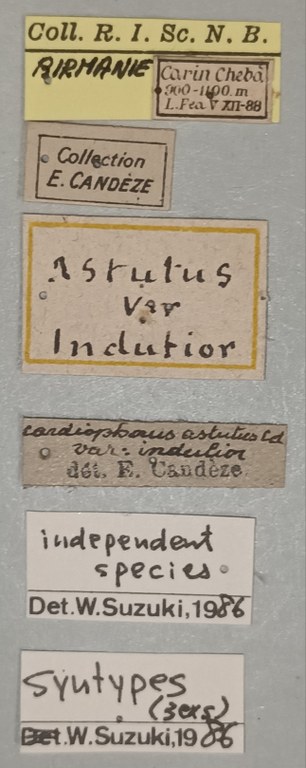 Coll. R. I. Sc. N. B.
BIRMANIE
Carin Chebà
900-1100. m
L. Fea V XII-88
Collection
E. CANDÈZE
Astutus
Var
Indutior
cardiophorus astutus Cd
var: indutior
dét. E. Candèze
independent
species
Det.W.Suzuki,1986
Syntypes
(3exs)
Det.W.Suzuki,1986